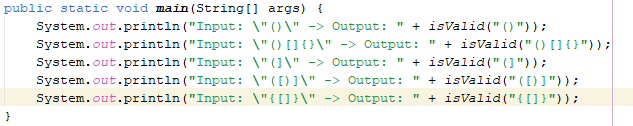 public static void main(String[] args) {
    System.out.println("Input: \"()\" -> Output: " + isValid("()"));
    System.out.println("Input: \"()[]{}\" -> Output: " + isValid("()[]{}"));
    System.out.println("Input: \"(]\" -> Output: " + isValid("(]"));
    System.out.println("Input: \"([)]\" -> Output: " + isValid("([)]"));
    System.out.println("Input: \"{[]}\" -> Output: " + isValid("{[]}"));
}